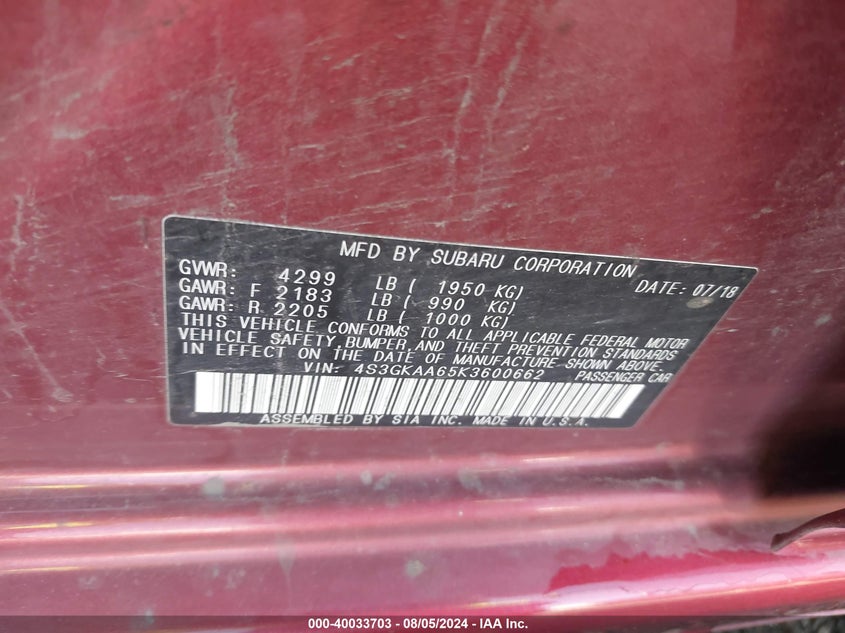 MFD BY SUBARU CORPORATION
GVWR: 4299 LB ( 1950 KG) DATE: 07/18
GAWR: F 2183 LB ( 990 KG)
GAWR: R 2205 LB ( 1000 KG)
THIS VEHICLE CONFORMS TO ALL APPLICABLE FEDERAL MOTOR
VEHICLE SAFETY, BUMPER, AND THEFT PREVENTION STANDARDS
IN EFFECT ON THE DATE OF MANUFACTURE SHOWN ABOVE.
VIN: 4S3GKAA65K3600662 PASSENGER CAR
ASSEMBLED BY SIA INC. MADE IN U.S.A.
000-40033703 - 08/05/2024 - IAA Inc.